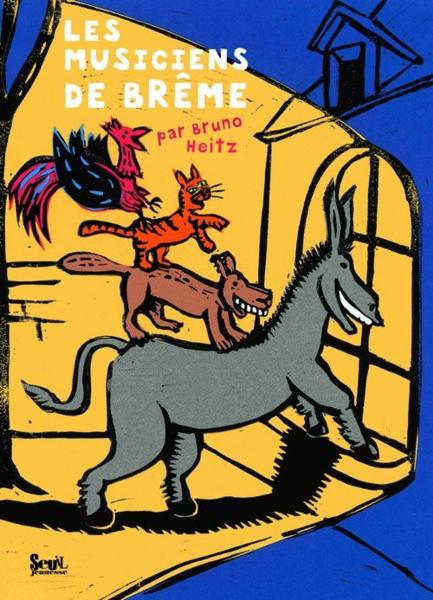 LES
MUSICIENS
DE BRÊME
par Bruno
Heitz
Seuil
jeunesse